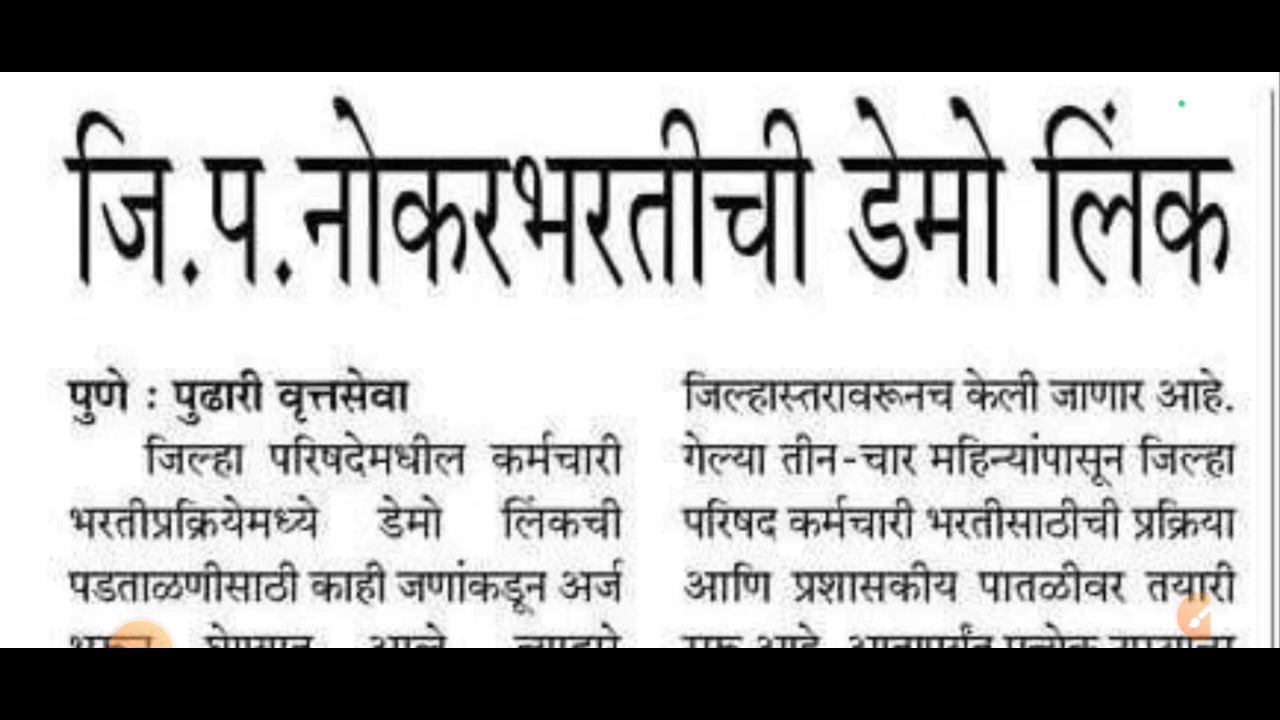 जि.प.नोकरभरतीची डेमो लिंक
पुणे : पुढारी वृत्तसेवा
जिल्हा परिषदेमधील कर्मचारी
भरतीप्रक्रियेमध्ये डेमो लिंकची
पडताळणीसाठी काही जणांकडून अर्ज
जिल्हास्तरावरूनच केली जाणार आहे.
गेल्या तीन-चार महिन्यांपासून जिल्हा
परिषद कर्मचारी भरतीसाठीची प्रक्रिया
आणि प्रशासकीय पातळीवर तयारी